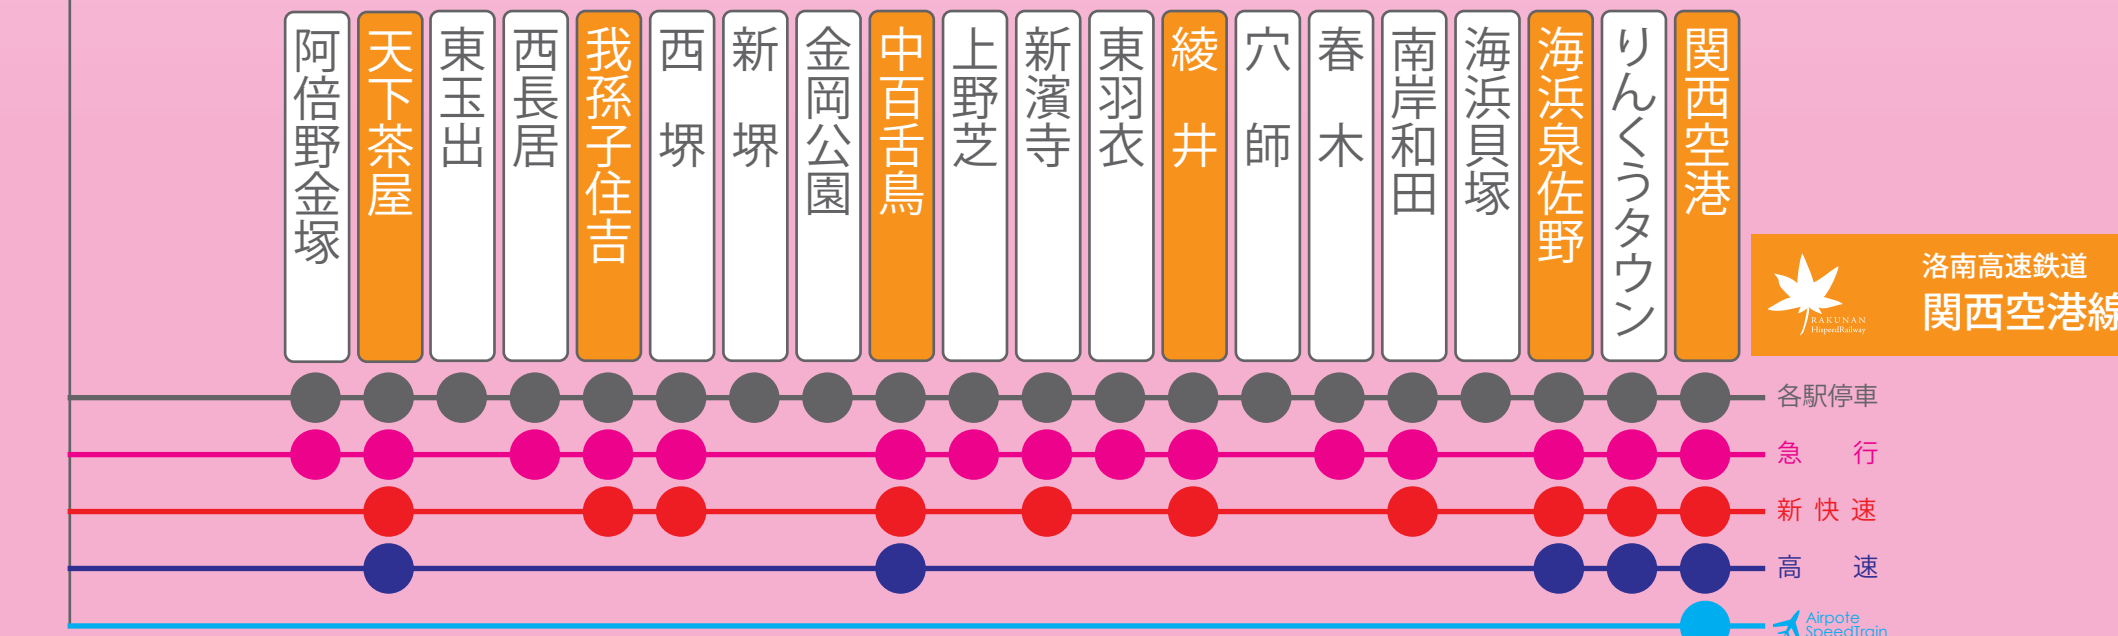 阿倍野金塚
天下茶屋
東玉出
西長居
我孫子住吉
西堺
新堺
金岡公園
中百舌鳥
上野芝
新濱寺
東羽衣
綾井
穴師
春木
南岸和田
海浜貝塚
海浜泉佐野
りんくうタウン
関西空港
洛南高速鉄道
関西空港線
RAKUNAN
HispeedRailway
各駅停車
急行
新快速
高速
Airpote
SpeedTrain